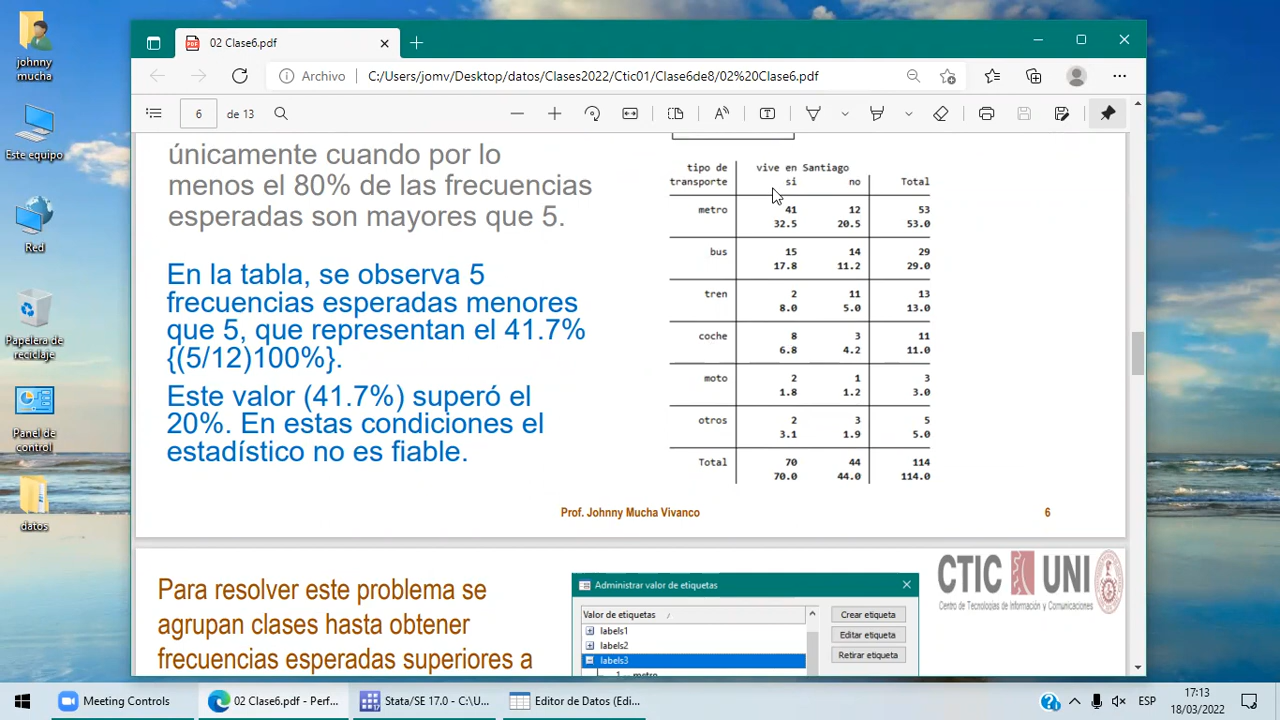 johnny
mucha
Este equipo
Red
Papelera de
reciclaje
Panel de
control
datos
02 Clase6.pdf
Archivo
C:/Users/jomv/Desktop/datos/Clases2022/Ctic01/Clase6de8/02%20Clase6.pdf
6
de 13
únicamente cuando por lo
menos el 80% de las frecuencias
esperadas son mayores que 5.
En la tabla, se observa 5
frecuencias esperadas menores
que 5, que representan el 41.7%
{(5/12)100%}.
Este valor (41.7%) superó el
20%. En estas condiciones el
estadístico no es fiable.
tipo de vive en Santiago
transporte si no Total
metro 41 12 53
32.5 20.5 53.0
bus 15 14 29
17.8 11.2 29.0
tren 2 11 13
8.0 5.0 13.0
coche 8 3 11
6.8 4.2 11.0
moto 2 1 3
1.8 1.2 3.0
otros 2 3 5
3.1 1.9 5.0
Total 70 44 114
70.0 44.0 114.0
Prof. Johnny Mucha Vivanco
6
Para resolver este problema se
agrupan clases hasta obtener
frecuencias esperadas superiores a
Administrar valor de etiquetas
Valor de etiquetas
labels1
labels2
labels3
1 metro
Crear etiqueta
Editar etiqueta
Retirar etiqueta
CTIC UNI
Centro de Tecnologías de Información y Comunicaciones
Meeting Controls
02 Clase6.pdf - Perf...
Stata/SE 17.0 - C:\U...
Editor de Datos (Edi...
ESP
17:13
18/03/2022